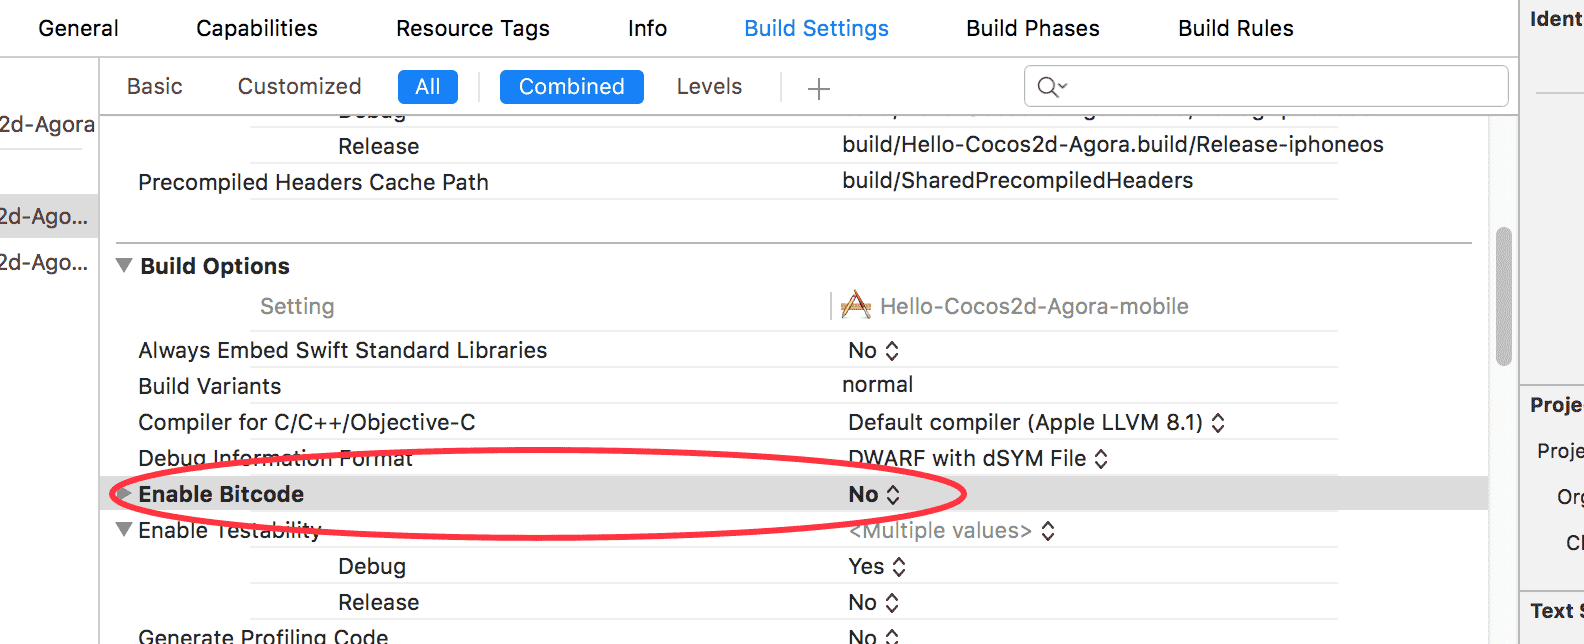 General Capabilities Resource Tags Info Build Settings Build Phases Build Rules
Ident
Basic Customized All Combined Levels
2d-Agora
Debug
Release build/Hello-Cocos2d-Agora.build/Release-iphoneos
Precompiled Headers Cache Path build/SharedPrecompiledHeaders
2d-Ago...
2d-Ago...
Build Options
Setting Hello-Cocos2d-Agora-mobile
Always Embed Swift Standard Libraries No
Build Variants normal
Compiler for C/C++/Objective-C Default compiler (Apple LLVM 8.1)
Debug Information Format DWARF with dSYM File
Enable Bitcode No
Enable Testability <Multiple values>
Debug Yes
Release No
Generate Profiling Code No
Proje
Proje
Org
Cl
Text S